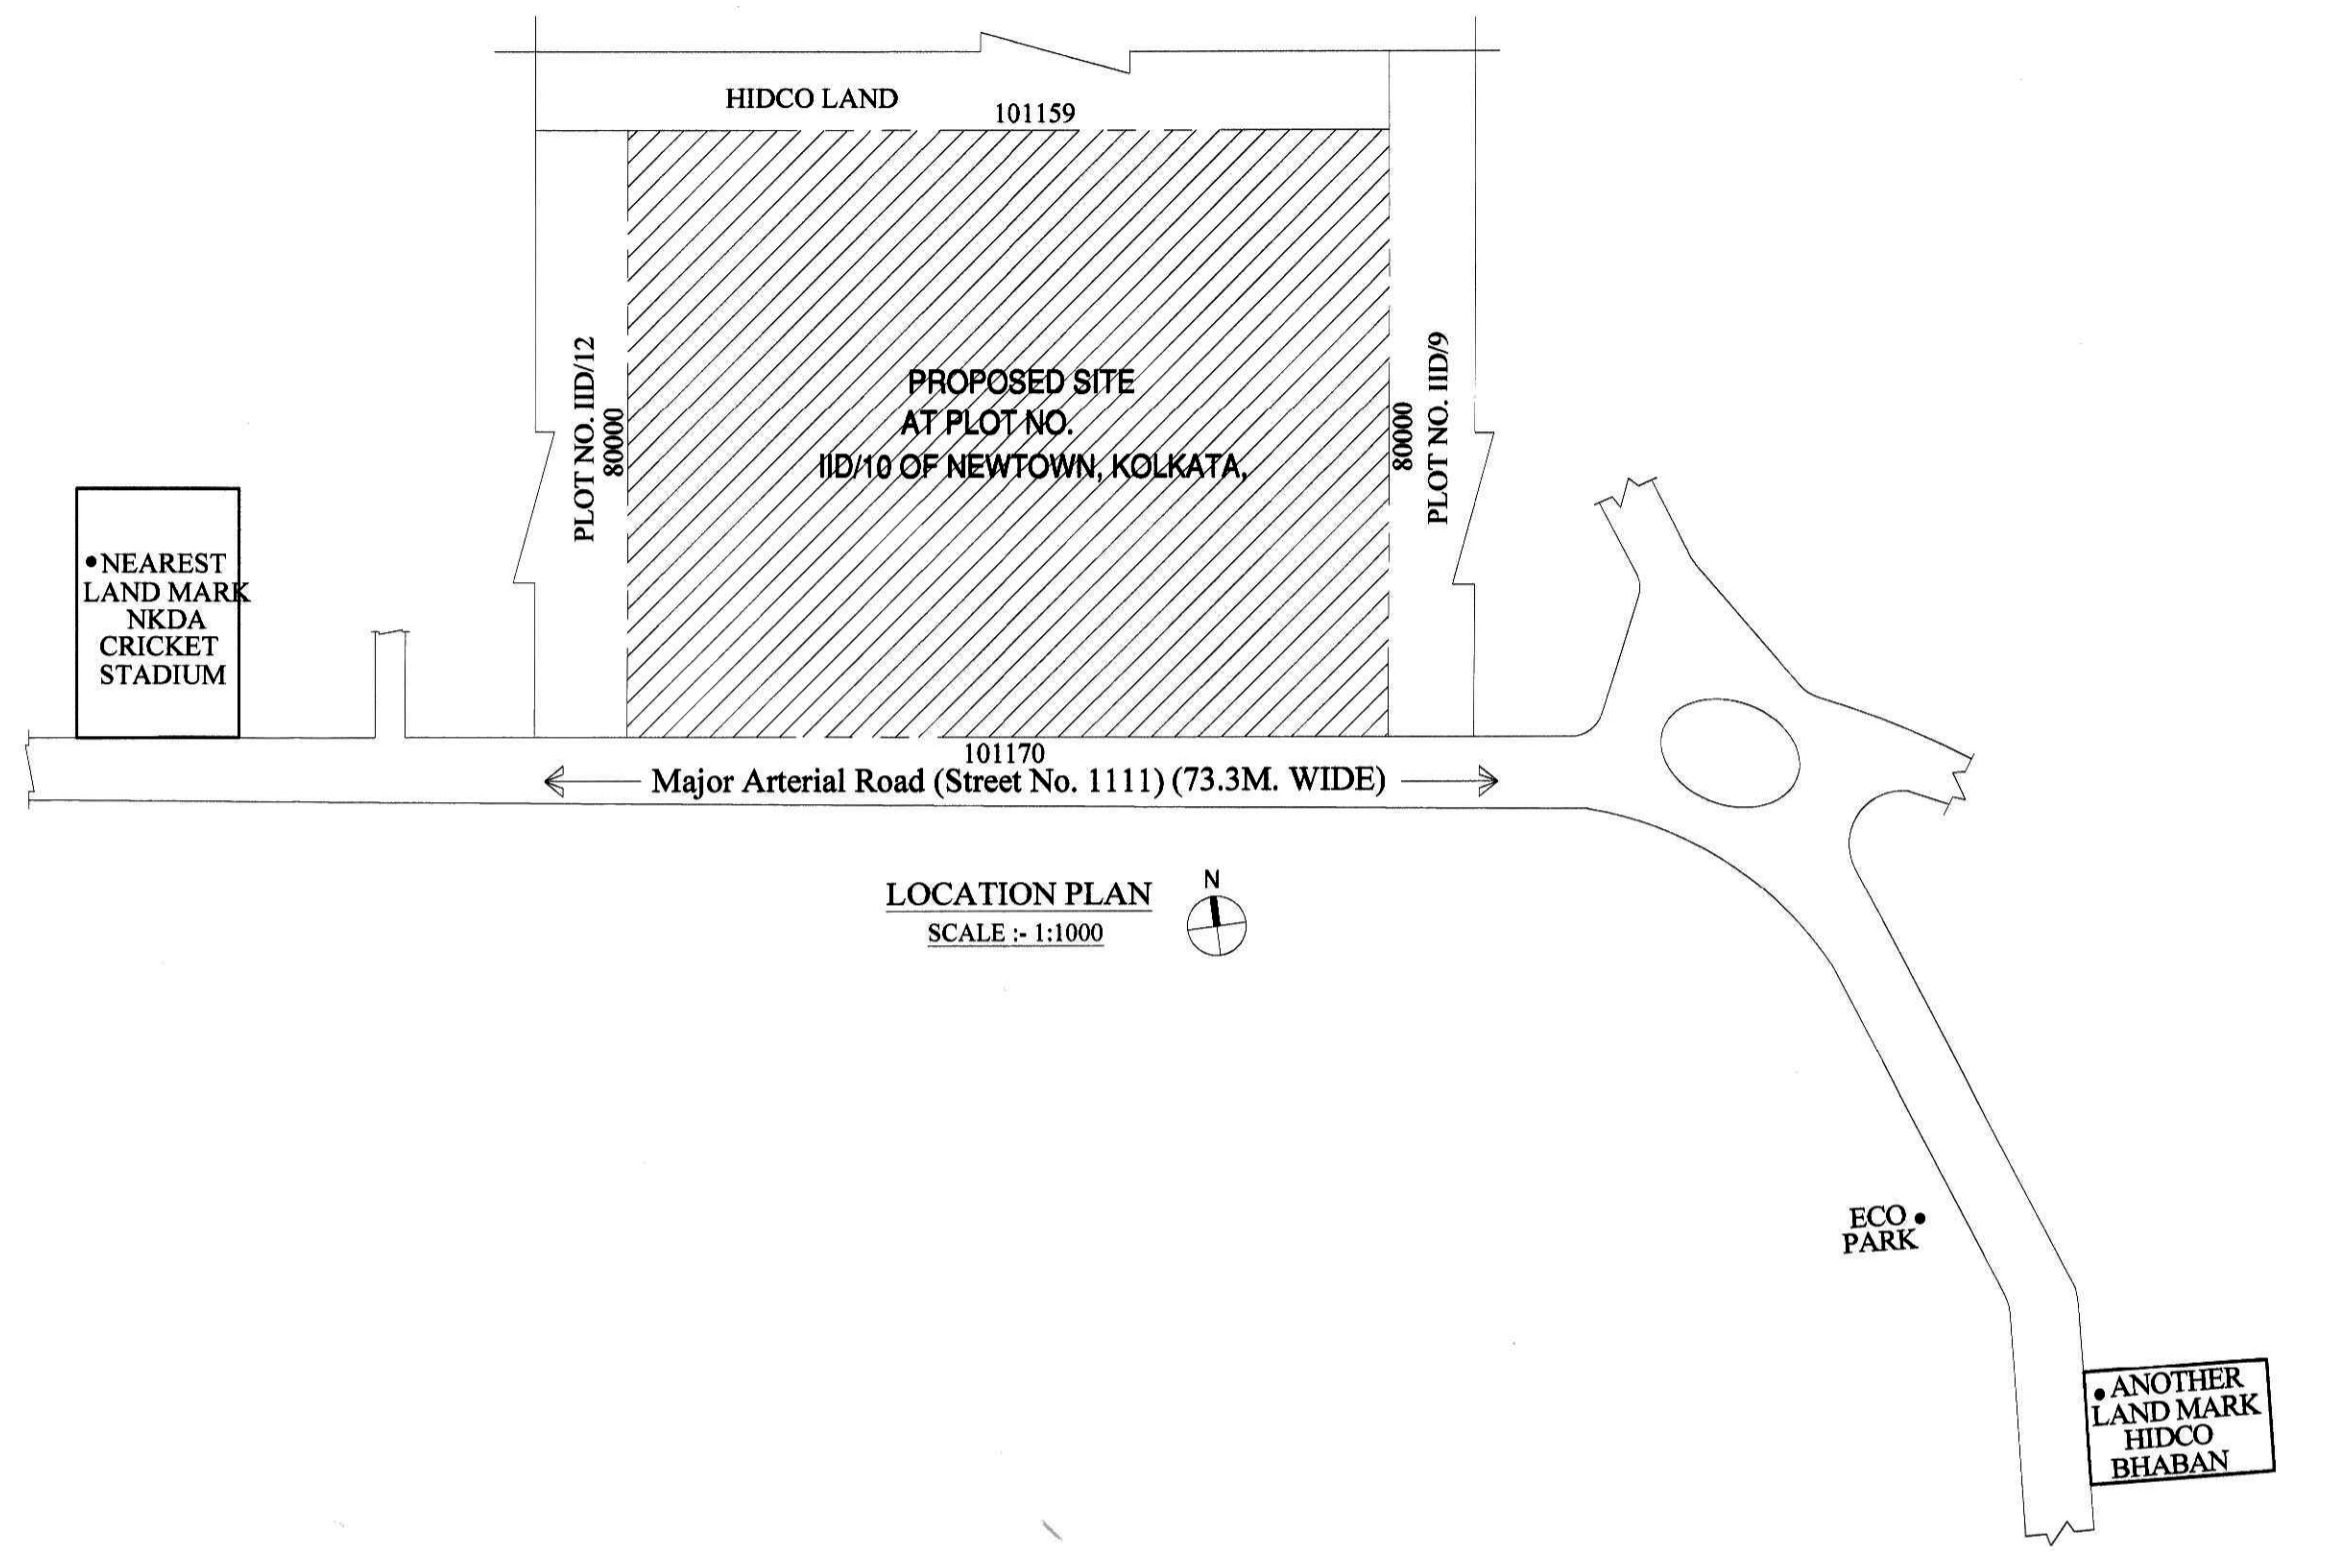 HIDCO LAND
101159
PLOT NO. IID/12
80000
PROPOSED SITE
AT PLOT NO.
IID/10 OF NEWTOWN, KOLKATA,
80000
PLOT NO. IID/9
•NEAREST
LAND MARK
NKDA
CRICKET
STADIUM
101170
Major Arterial Road (Street No. 1111) (73.3M. WIDE)
LOCATION PLAN
SCALE :- 1:1000
N
ECO
PARK
•ANOTHER
LAND MARK
HIDCO
BHABAN